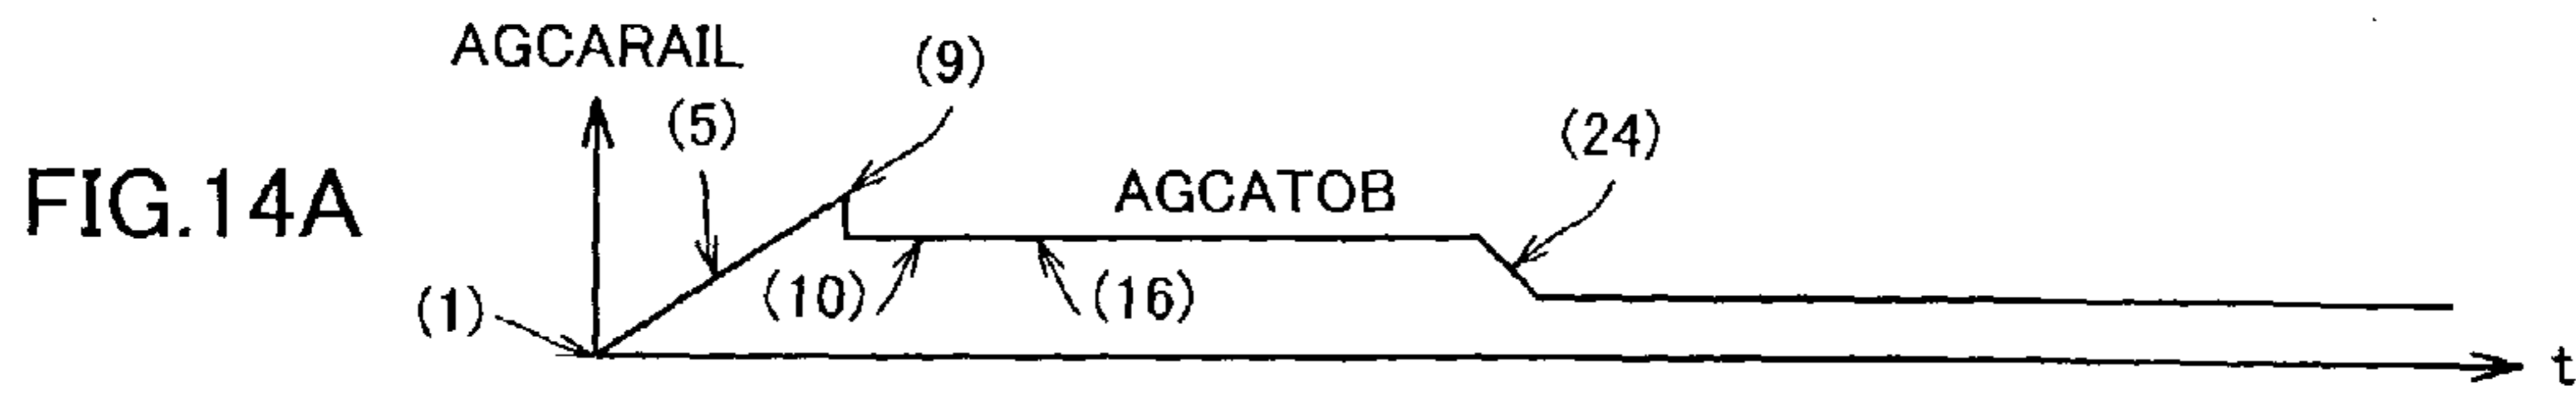 AGCARAIL
(9)
(5)
(24)
FIG.14A
AGCATOB
(10)
(16)
(1)
t